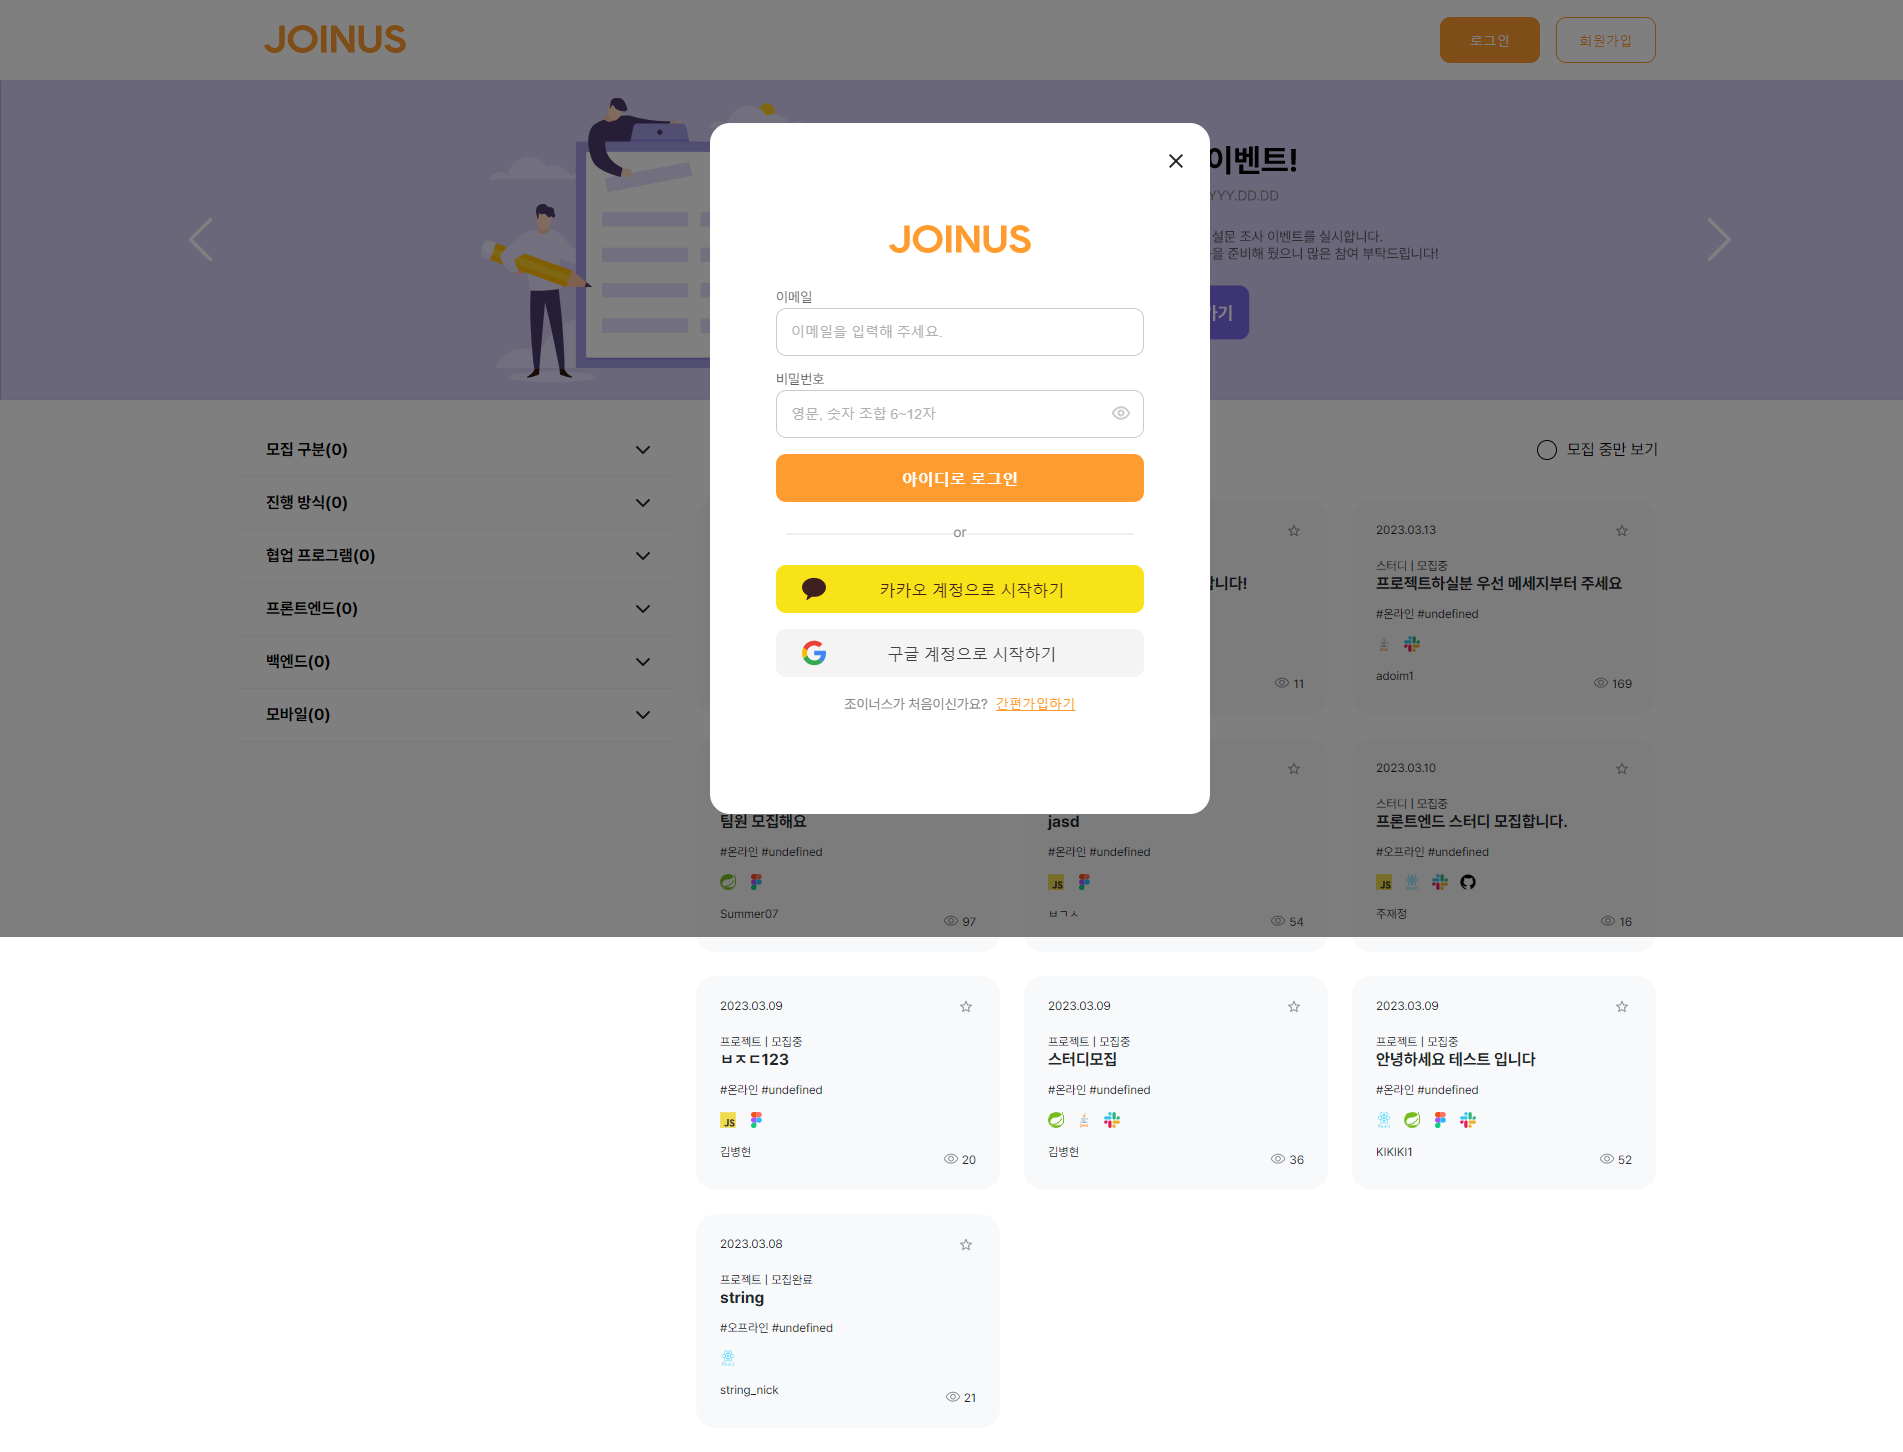 JOINUS
로그인
회원가입
이벤트!
YYY.DD.DD
설문 조사 이벤트를 실시합니다.
을 준비해 뒀으니 많은 참여 부탁드립니다!
가기
JOINUS
이메일
이메일을 입력해 주세요.
비밀번호
영문, 숫자 조합 6~12자
아이디로 로그인
or
카카오 계정으로 시작하기
구글 계정으로 시작하기
조이너스가 처음이신가요? 간편가입하기
모집 구분(0)
진행 방식(0)
협업 프로그램(0)
프론트엔드(0)
백엔드(0)
모바일(0)
모집 중만 보기
합니다!
11
2023.03.13
스터디 | 모집중
프로젝트하실분 우선 메세지부터 주세요
#온라인 #undefined
adoim1
169
팀원 모집해요
#온라인 #undefined
Summer07
97
jasd
#온라인 #undefined
ㅂㄱㅅ
54
2023.03.10
스터디 | 모집중
프론트엔드 스터디 모집합니다.
#오프라인 #undefined
주재정
16
2023.03.09
프로젝트 | 모집중
ㅂㅈㄷ123
#온라인 #undefined
김병현
20
2023.03.09
프로젝트 | 모집중
스터디모집
#온라인 #undefined
김병현
36
2023.03.09
프로젝트 | 모집중
안녕하세요 테스트 입니다
#온라인 #undefined
KIKIKI1
52
2023.03.08
프로젝트 | 모집완료
string
#오프라인 #undefined
string_nick
21